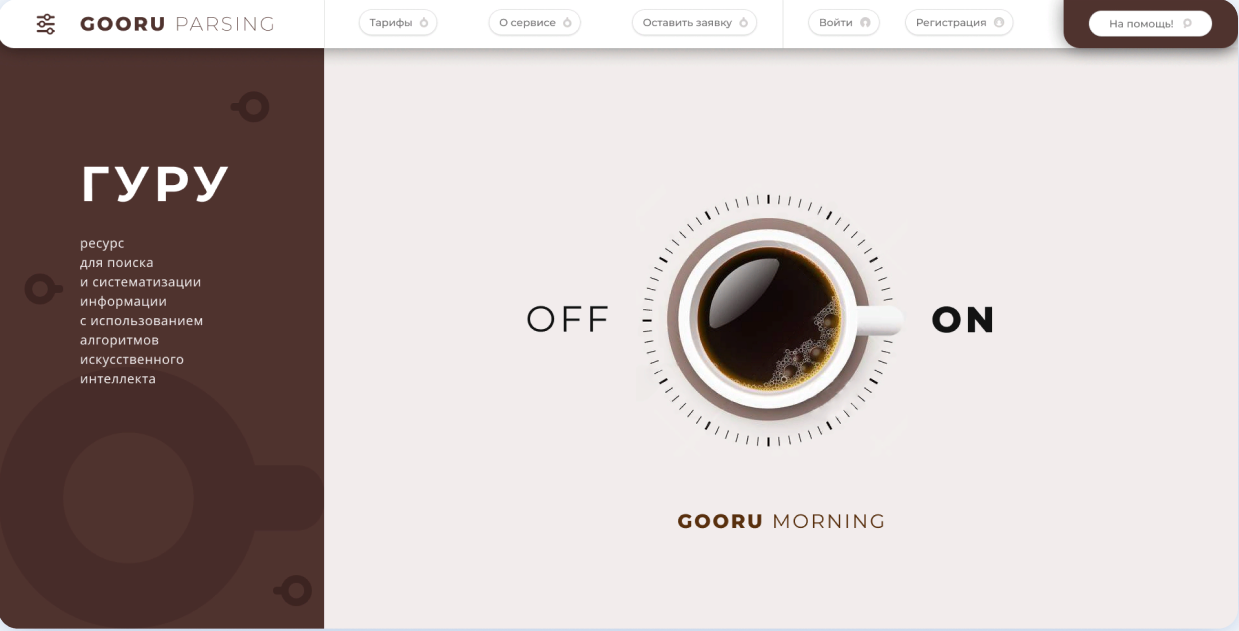 GOORU PARSING
Тарифы
О сервисе
Оставить заявку
Войти
Регистрация
На помощь!
ГУРУ
ресурс
для поиска
и систематизации
информации
с использованием
алгоритмов
искусственного
интеллекта
OFF
ON
GOORU MORNING